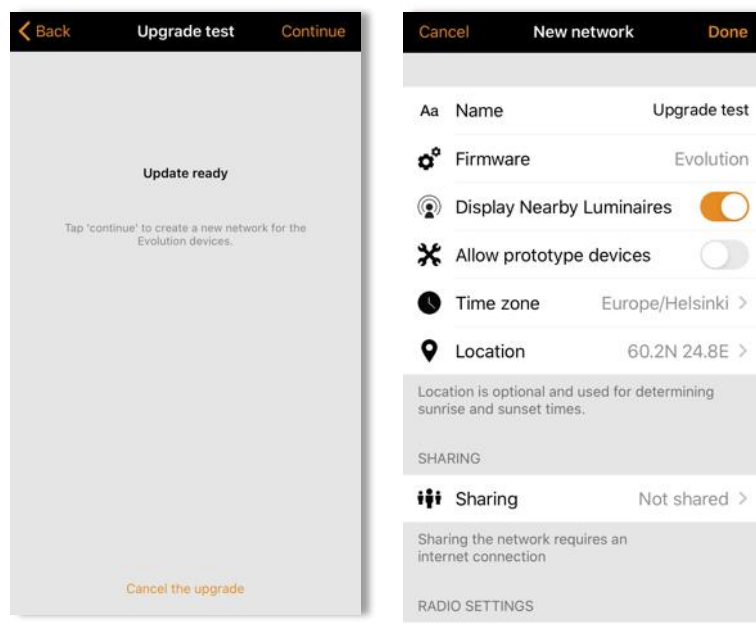 Back Upgrade test Continue
Update ready
Tap 'continue' to create a new network for the
Evolution devices.
Cancel the upgrade
Cancel New network Done
Aa Name Upgrade test
Firmware Evolution
Display Nearby Luminaires
Allow prototype devices
Time zone Europe/Helsinki
Location 60.2N 24.8E
Location is optional and used for determining
sunrise and sunset times.
SHARING
Sharing Not shared
Sharing the network requires an
internet connection
RADIO SETTINGS